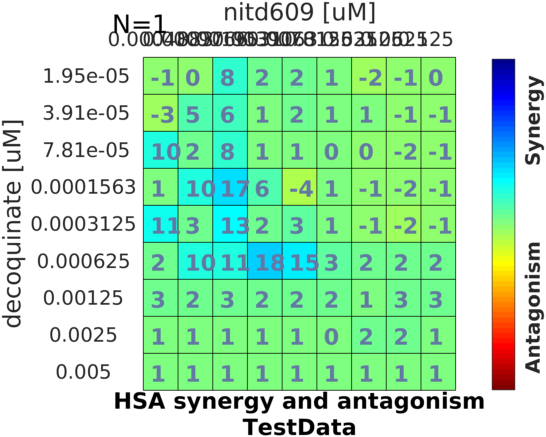 nitd609 [uM]
N=1
1.95e-05 -1 0 8 2 2 1 -2 -1 0
3.91e-05 -3 5 6 1 2 1 1 -1 -1
7.81e-05 10 2 8 1 1 0 0 -2 -1
0.0001563 1 10 17 6 -4 1 -1 -2 -1
0.0003125 11 3 13 2 3 1 -1 -2 -1
0.000625 2 10 11 18 15 3 2 2 2
0.00125 3 2 3 2 2 2 1 3 3
0.0025 1 1 1 1 1 0 2 2 1
0.005 1 1 1 1 1 1 1 1 1
decoquinate [uM]
Synergy
Antagonism
HSA synergy and antagonism
TestData